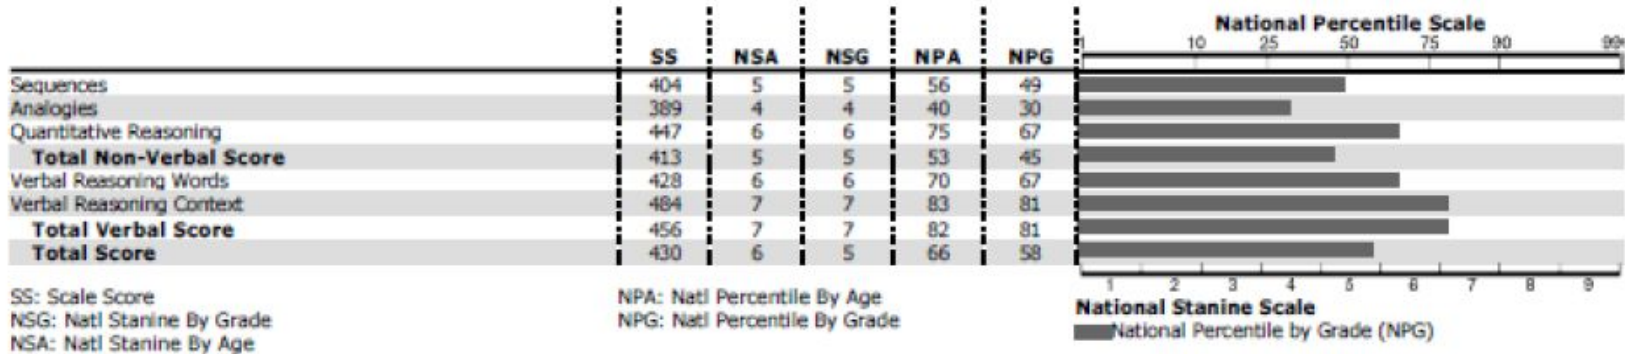 National Percentile Scale
SS NSA NSG NPA NPG 1 10 25 50 75 90 99
Sequences 404 5 5 56 49
Analogies 389 4 4 40 30
Quantitative Reasoning 447 6 6 75 67
Total Non-Verbal Score 413 5 5 53 45
Verbal Reasoning Words 428 6 6 70 67
Verbal Reasoning Context 484 7 7 83 81
Total Verbal Score 456 7 7 82 81
Total Score 430 6 5 66 58
1 2 3 4 5 6 7 8 9
SS: Scale Score NPA: Natl Percentile By Age
National Stanine Scale
NSG: Natl Stanine By Grade NPG: Natl Percentile By Grade
National Percentile by Grade (NPG)
NSA: Natl Stanine By Age